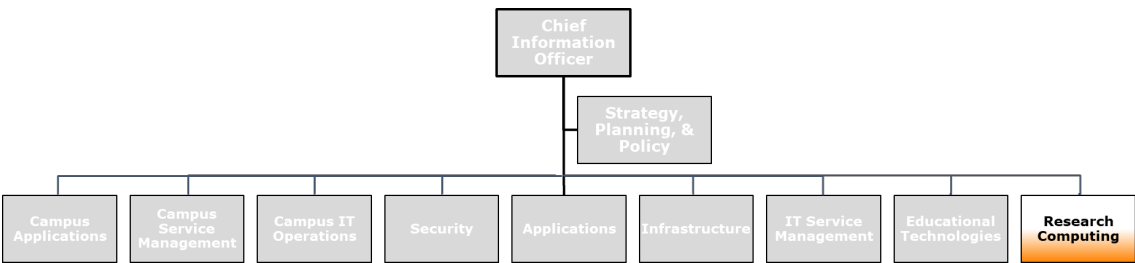 Chief
Information
Officer
Strategy,
Planning, &
Policy
Campus
Applications
Campus
Service
Management
Campus IT
Operations
Security
Applications
Infrastructure
IT Service
Management
Educational
Technologies
Research
Computing